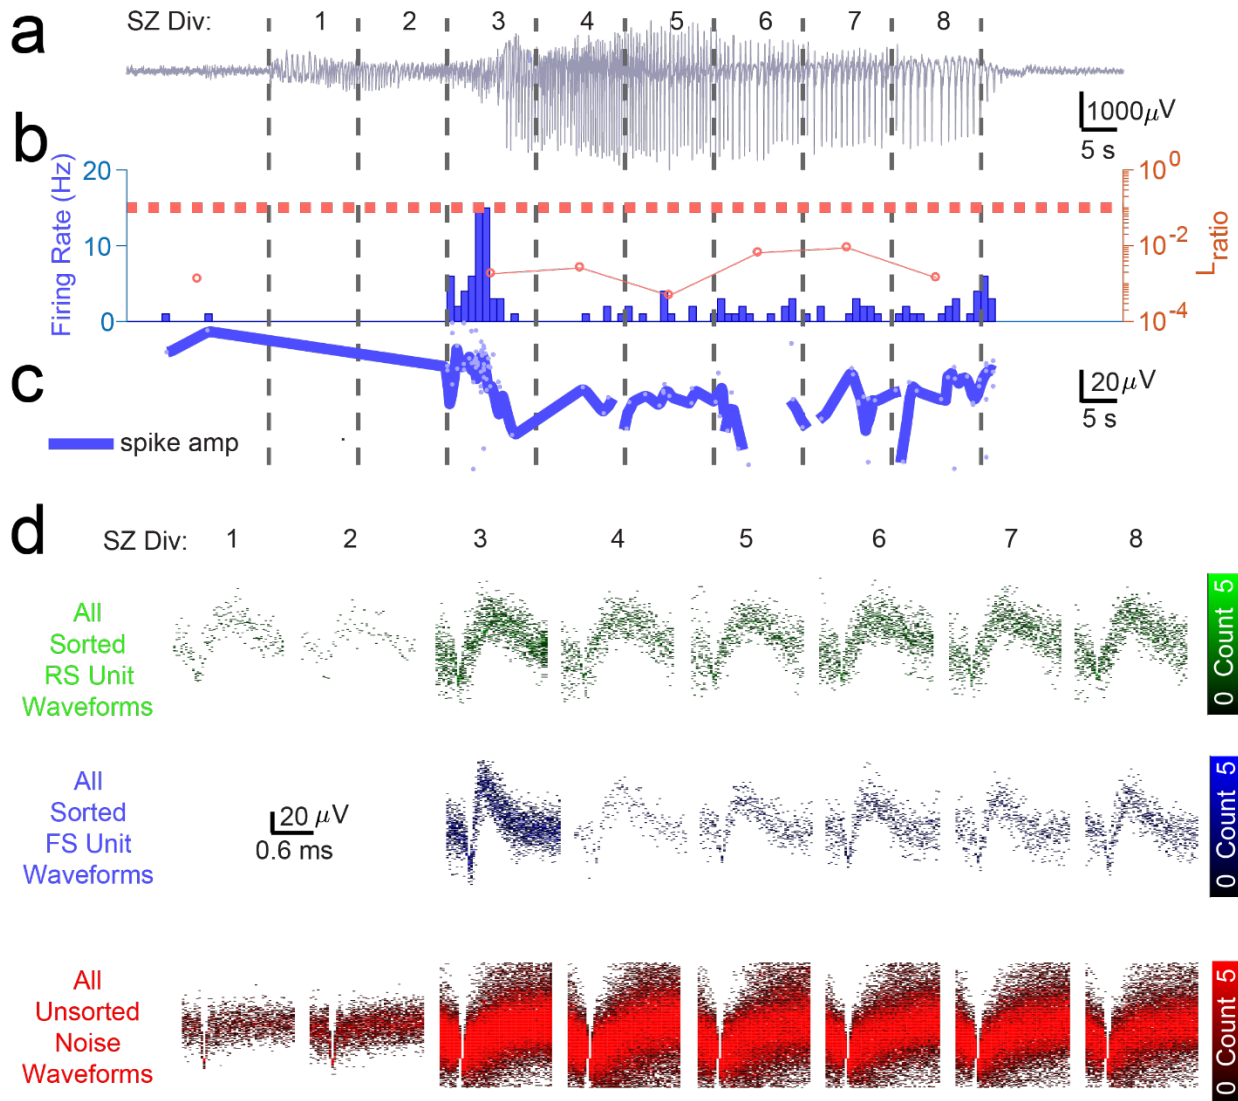 a
SZ Div: 1 2 3 4 5 6 7 8
1000μV
5 s
b
Firing Rate (Hz)
20
10
0
10⁰
10⁻²
10⁻⁴
Lratio
c
20μV
5 s
spike amp
d
SZ Div: 1 2 3 4 5 6 7 8
All
Sorted
RS Unit
Waveforms
0 Count 5
All
Sorted
FS Unit
Waveforms
20 μV
0.6 ms
0 Count 5
All
Unsorted
Noise
Waveforms
0 Count 5